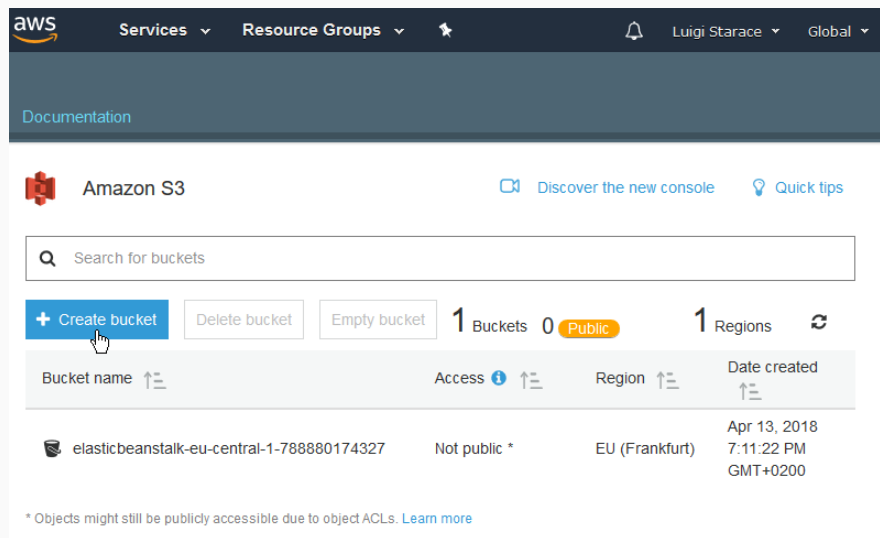 aws Services Resource Groups Luigi Starace Global
Documentation
Amazon S3 Discover the new console Quick tips
Search for buckets
+ Create bucket Delete bucket Empty bucket 1 Buckets 0 Public 1 Regions
Bucket name Access Region Date created
elasticbeanstalk-eu-central-1-788880174327 Not public * EU (Frankfurt) Apr 13, 2018
7:11:22 PM
GMT+0200
* Objects might still be publicly accessible due to object ACLs. Learn more